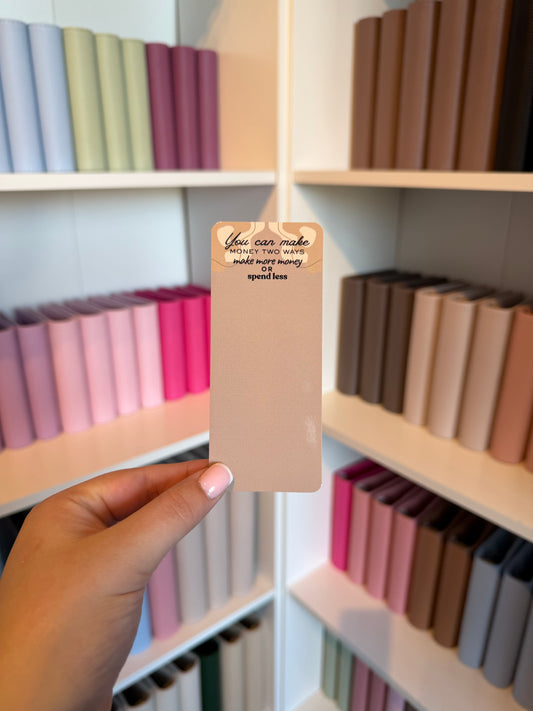 You can make
MONEY TWO WAYS
make more money
OR
spend less